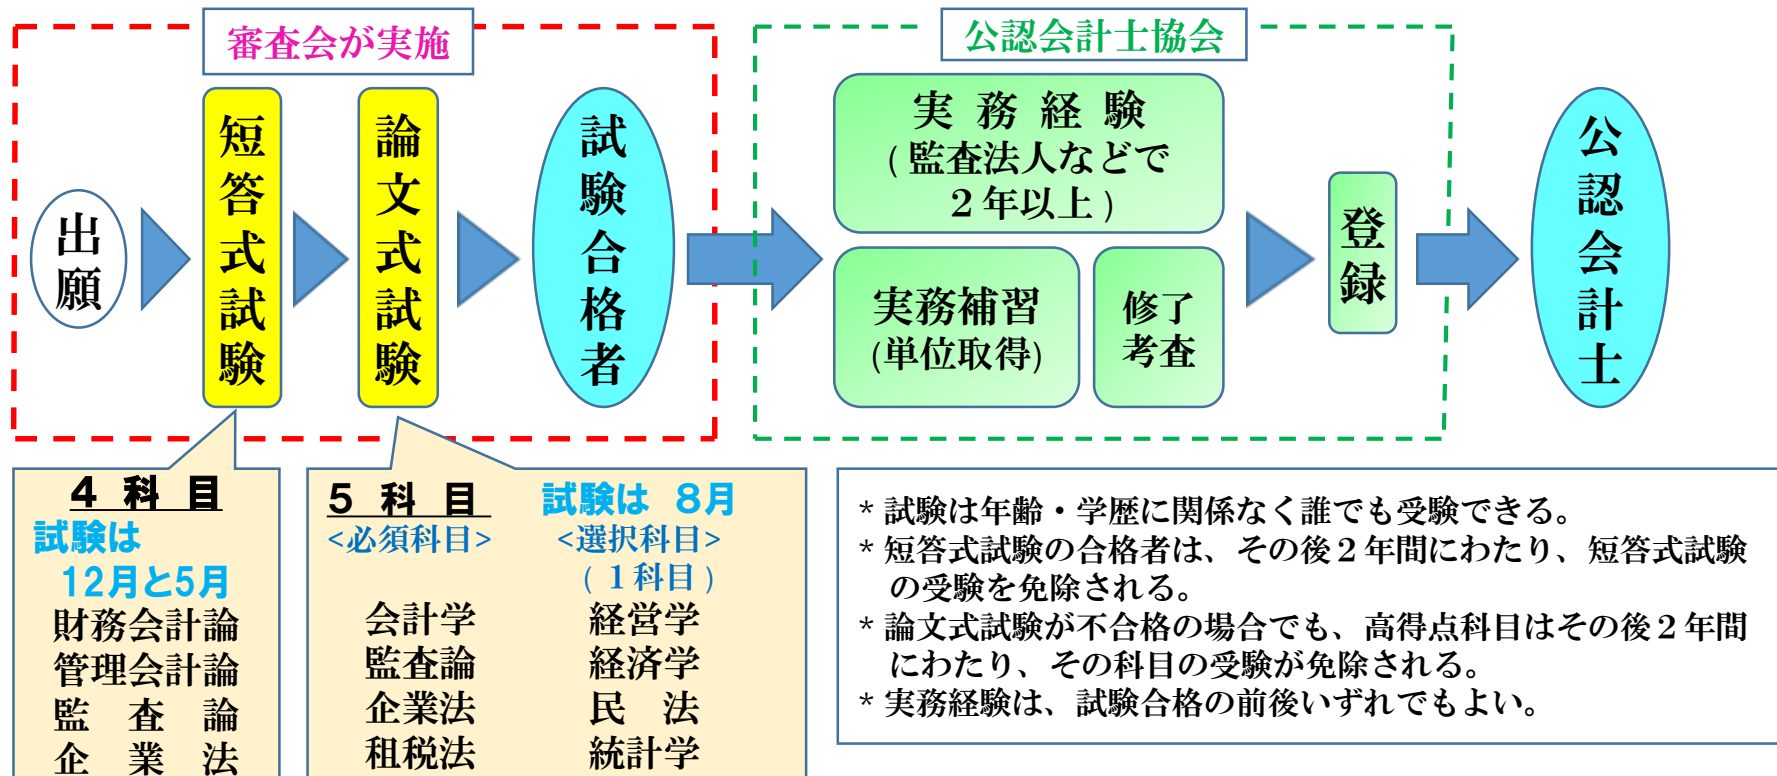 審査会が実施
公認会計士協会
出願
短答式試験
論文式試験
試験合格者
実 務 経 験
(監査法人などで
２年以上)
実務補習
(単位取得)
修了
考査
登録
公認会計士
４ 科 目
試験は
12月と5月
財務会計論
管理会計論
監 査 論
企 業 法
５ 科 目
<必須科目>
会計学
監査論
企業法
租税法
試験は ８月
<選択科目>
(１科目)
経営学
経済学
民 法
統計学
* 試験は年齢・学歴に関係なく誰でも受験できる。
* 短答式試験の合格者は、その後２年間にわたり、短答式試験
の受験を免除される。
* 論文式試験が不合格の場合でも、高得点科目はその後２年間
にわたり、その科目の受験が免除される。
* 実務経験は、試験合格の前後いずれでもよい。